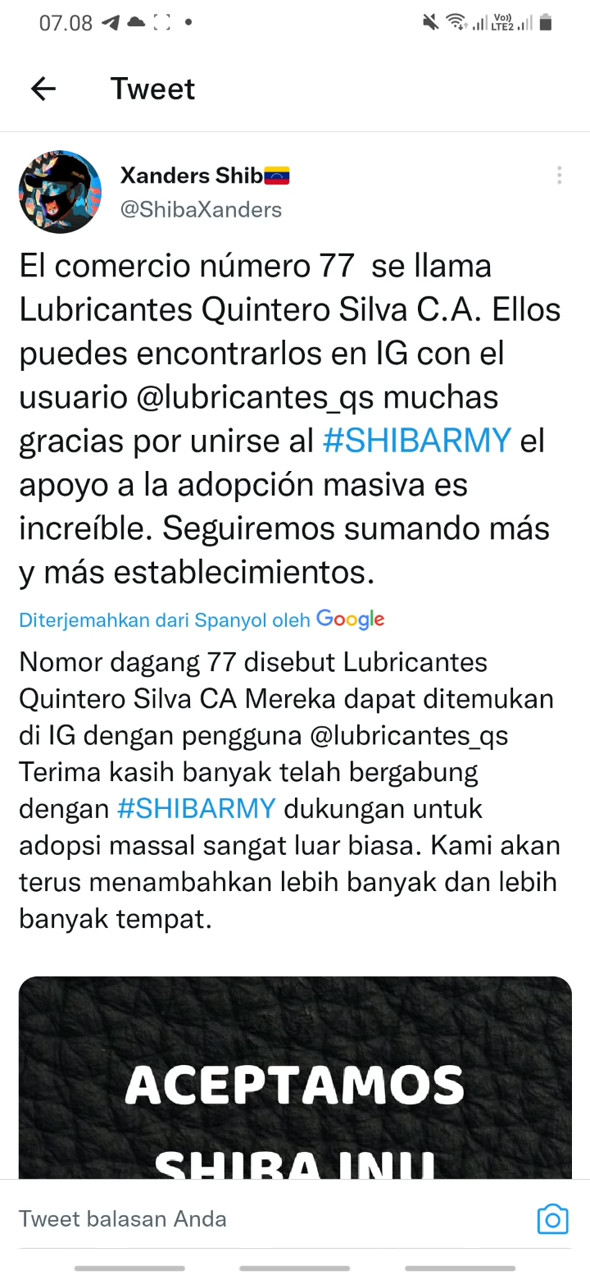 07.08
Vo))
LTE2
Tweet
Xanders Shib🇻🇪
@ShibaXanders
El comercio número 77 se llama
Lubricantes Quintero Silva C.A. Ellos
puedes encontrarlos en IG con el
usuario @lubricantes_qs muchas
gracias por unirse al #SHIBARMY el
apoyo a la adopción masiva es
increíble. Seguiremos sumando más
y más establecimientos.
Diterjemahkan dari Spanyol oleh Google
Nomor dagang 77 disebut Lubricantes
Quintero Silva CA Mereka dapat ditemukan
di IG dengan pengguna @lubricantes_qs
Terima kasih banyak telah bergabung
dengan #SHIBARMY dukungan untuk
adopsi massal sangat luar biasa. Kami akan
terus menambahkan lebih banyak dan lebih
banyak tempat.
ACEPTAMOS
SHIBA INU
Tweet balasan Anda